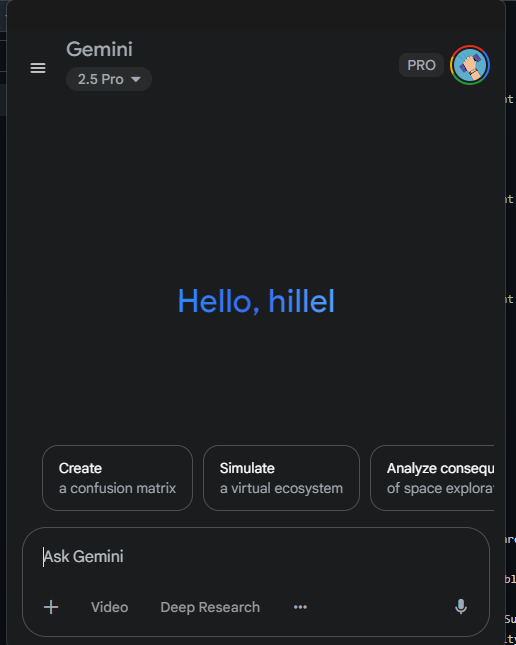 Gemini
2.5 Pro
PRO
Hello, hillel
Create
a confusion matrix
Simulate
a virtual ecosystem
Analyze consequ
of space explora
Ask Gemini
Video
Deep Research